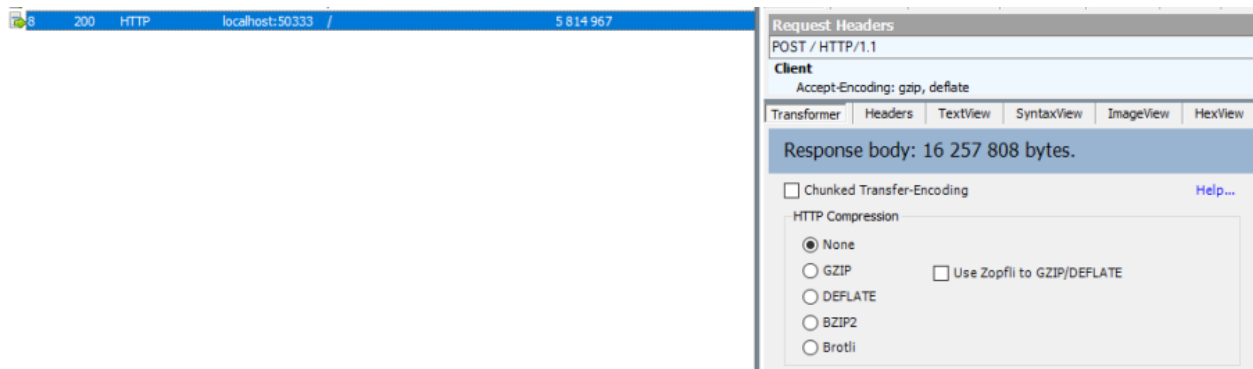 8 200 HTTP localhost:50333 / 5 814 967
Request Headers
POST / HTTP/1.1
Client
Accept-Encoding: gzip, deflate
Transformer Headers TextView SyntaxView ImageView HexView
Response body: 16 257 808 bytes.
Chunked Transfer-Encoding Help...
HTTP Compression
None
GZIP Use Zopfli to GZIP/DEFLATE
DEFLATE
BZIP2
Brotli